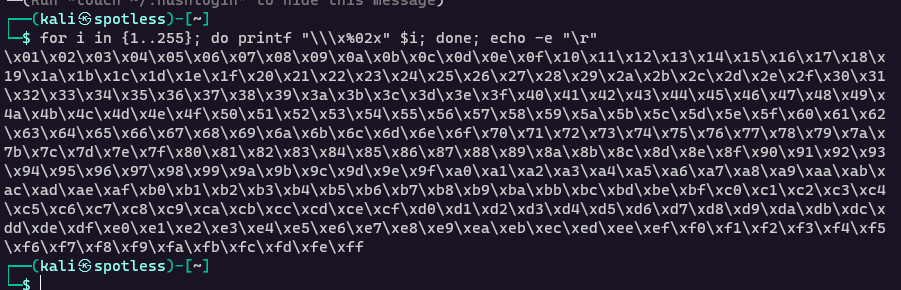 (Run "touch ~/.hushlogin" to hide this message)
┌──(kali㉿spotless)-[~]
└─$ for i in {1..255}; do printf "\\\x%02x" $i; done; echo -e "\r"
\x01\x02\x03\x04\x05\x06\x07\x08\x09\x0a\x0b\x0c\x0d\x0e\x0f\x10\x11\x12\x13\x14\x15\x16\x17\x18\x
19\x1a\x1b\x1c\x1d\x1e\x1f\x20\x21\x22\x23\x24\x25\x26\x27\x28\x29\x2a\x2b\x2c\x2d\x2e\x2f\x30\x31
\x32\x33\x34\x35\x36\x37\x38\x39\x3a\x3b\x3c\x3d\x3e\x3f\x40\x41\x42\x43\x44\x45\x46\x47\x48\x49\x
4a\x4b\x4c\x4d\x4e\x4f\x50\x51\x52\x53\x54\x55\x56\x57\x58\x59\x5a\x5b\x5c\x5d\x5e\x5f\x60\x61\x62
\x63\x64\x65\x66\x67\x68\x69\x6a\x6b\x6c\x6d\x6e\x6f\x70\x71\x72\x73\x74\x75\x76\x77\x78\x79\x7a\x
7b\x7c\x7d\x7e\x7f\x80\x81\x82\x83\x84\x85\x86\x87\x88\x89\x8a\x8b\x8c\x8d\x8e\x8f\x90\x91\x92\x93
\x94\x95\x96\x97\x98\x99\x9a\x9b\x9c\x9d\x9e\x9f\xa0\xa1\xa2\xa3\xa4\xa5\xa6\xa7\xa8\xa9\xaa\xab\x
ac\xad\xae\xaf\xb0\xb1\xb2\xb3\xb4\xb5\xb6\xb7\xb8\xb9\xba\xbb\xbc\xbd\xbe\xbf\xc0\xc1\xc2\xc3\xc4
\xc5\xc6\xc7\xc8\xc9\xca\xcb\xcc\xcd\xce\xcf\xd0\xd1\xd2\xd3\xd4\xd5\xd6\xd7\xd8\xd9\xda\xdb\xdc\x
dd\xde\xdf\xe0\xe1\xe2\xe3\xe4\xe5\xe6\xe7\xe8\xe9\xea\xeb\xec\xed\xee\xef\xf0\xf1\xf2\xf3\xf4\xf5
\xf6\xf7\xf8\xf9\xfa\xfb\xfc\xfd\xfe\xff
┌──(kali㉿spotless)-[~]
└─$